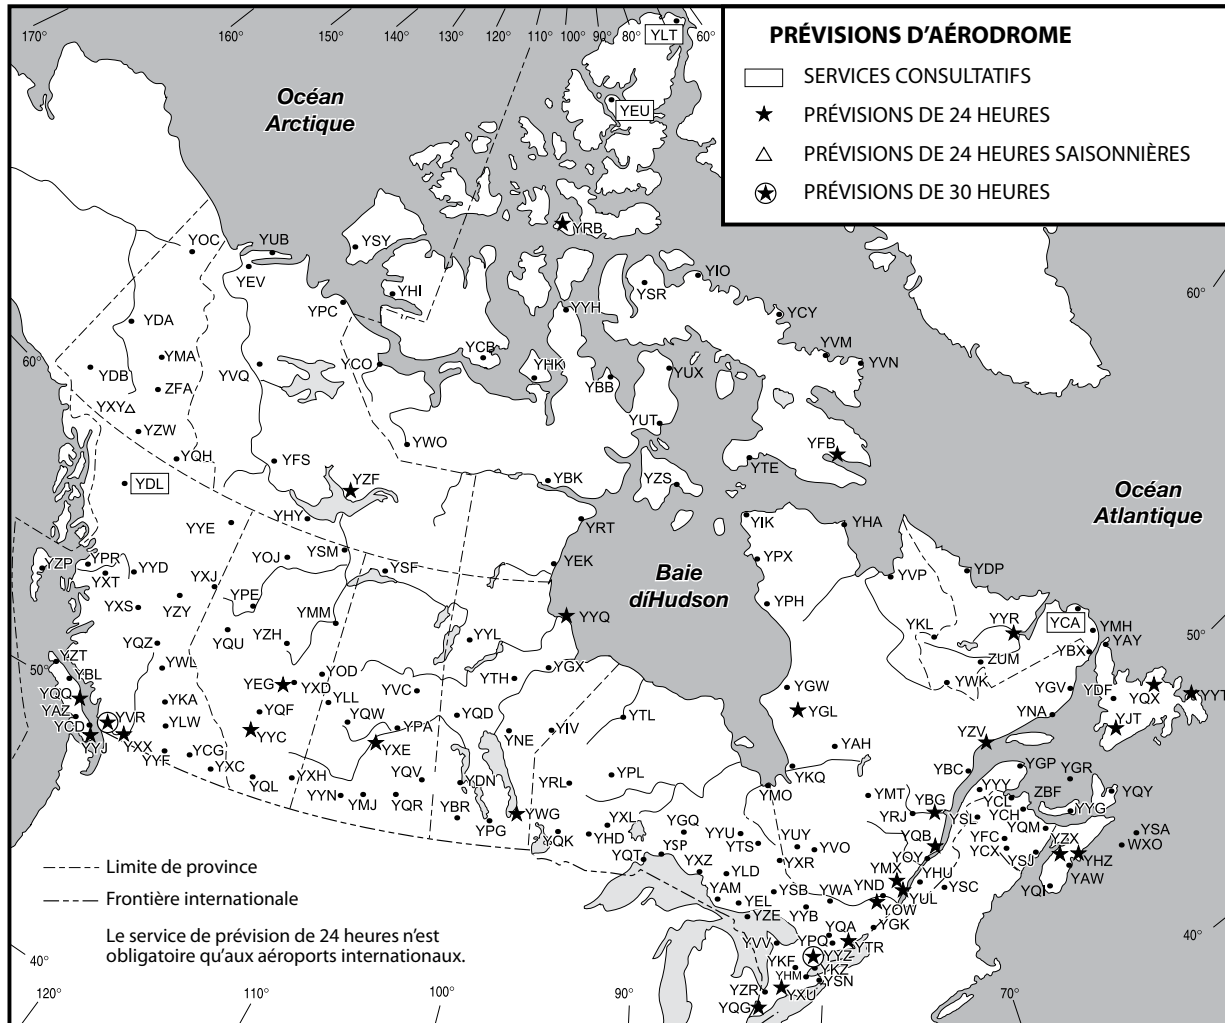 170°
160°
150°
140°
130°
120°
110°
100°
90°
80°
70°
60°
YLT
PRÉVISIONS D'AÉRODROME
SERVICES CONSULTATIFS
PRÉVISIONS DE 24 HEURES
PRÉVISIONS DE 24 HEURES SAISONNIÈRES
PRÉVISIONS DE 30 HEURES
Océan
Arctique
YEU
YRB
YOC
YUB
YSY
YEV
YHI
YPC
YIO
YSR
YYH
YCY
60°
YDA
YMA
YDB
ZFA
YVQ
YCO
YCB
YHK
YBB
YUX
YVM
YVN
60°
YXY
YZW
YUT
YWO
YFB
YQH
YFS
YZF
YBK
YZS
YTE
YDL
Océan
Atlantique
YYE
YHY
YRT
YIK
YHA
YZP
YPR
YXT
YYD
YXJ
YOJ
YSM
YSF
YEK
Baie
díHudson
YPX
YVP
YDP
YXS
YZY
YPE
YMM
YYQ
YPH
YQZ
YQU
YZH
YYL
YKL
YYR
YCA
YMH
YAY
50°
50°
YZT
YBL
YWL
YOD
YGX
ZUM
YBX
YQQ
YKA
YEG
YXD
YLL
YVC
YTH
YGW
YWK
YGV
YDF
YQX
YYT
YAZ
YVR
YLW
YQF
YQW
YPA
YQD
YTL
YGL
YNA
YJT
YCD
YYJ
YXX
YYF
YCG
YXC
YYC
YXE
YNE
YIV
YAH
YZV
YQL
YXH
YQV
YDN
YRL
YPL
YKQ
YBC
YGP
YGR
YYN
YMJ
YQR
YBR
YPG
YWG
YMO
YMT
YYY
YCL
ZBF
YQY
YQK
YHD
YXL
YGQ
YYU
YTS
YUY
YVO
YRJ
YBG
YSL
YCH
YYG
YQM
YSA
WXO
YQT
YSP
YXZ
YLD
YXR
YQB
YOY
YFC
YCX
YSJ
YZX
YHZ
YAW
YQI
YAM
YEL
YSB
YWA
YMX
YND
YHU
YUL
YSC
YOW
YZE
YYB
YGK
Limite de province
Frontière internationale
Le service de prévision de 24 heures n'est
obligatoire qu'aux aéroports internationaux.
YVV
YPQ
YQA
YTR
YYZ
YKF
YKZ
YHM
YSN
YZR
YXU
YQG
40°
40°
120°
110°
100°
90°
70°